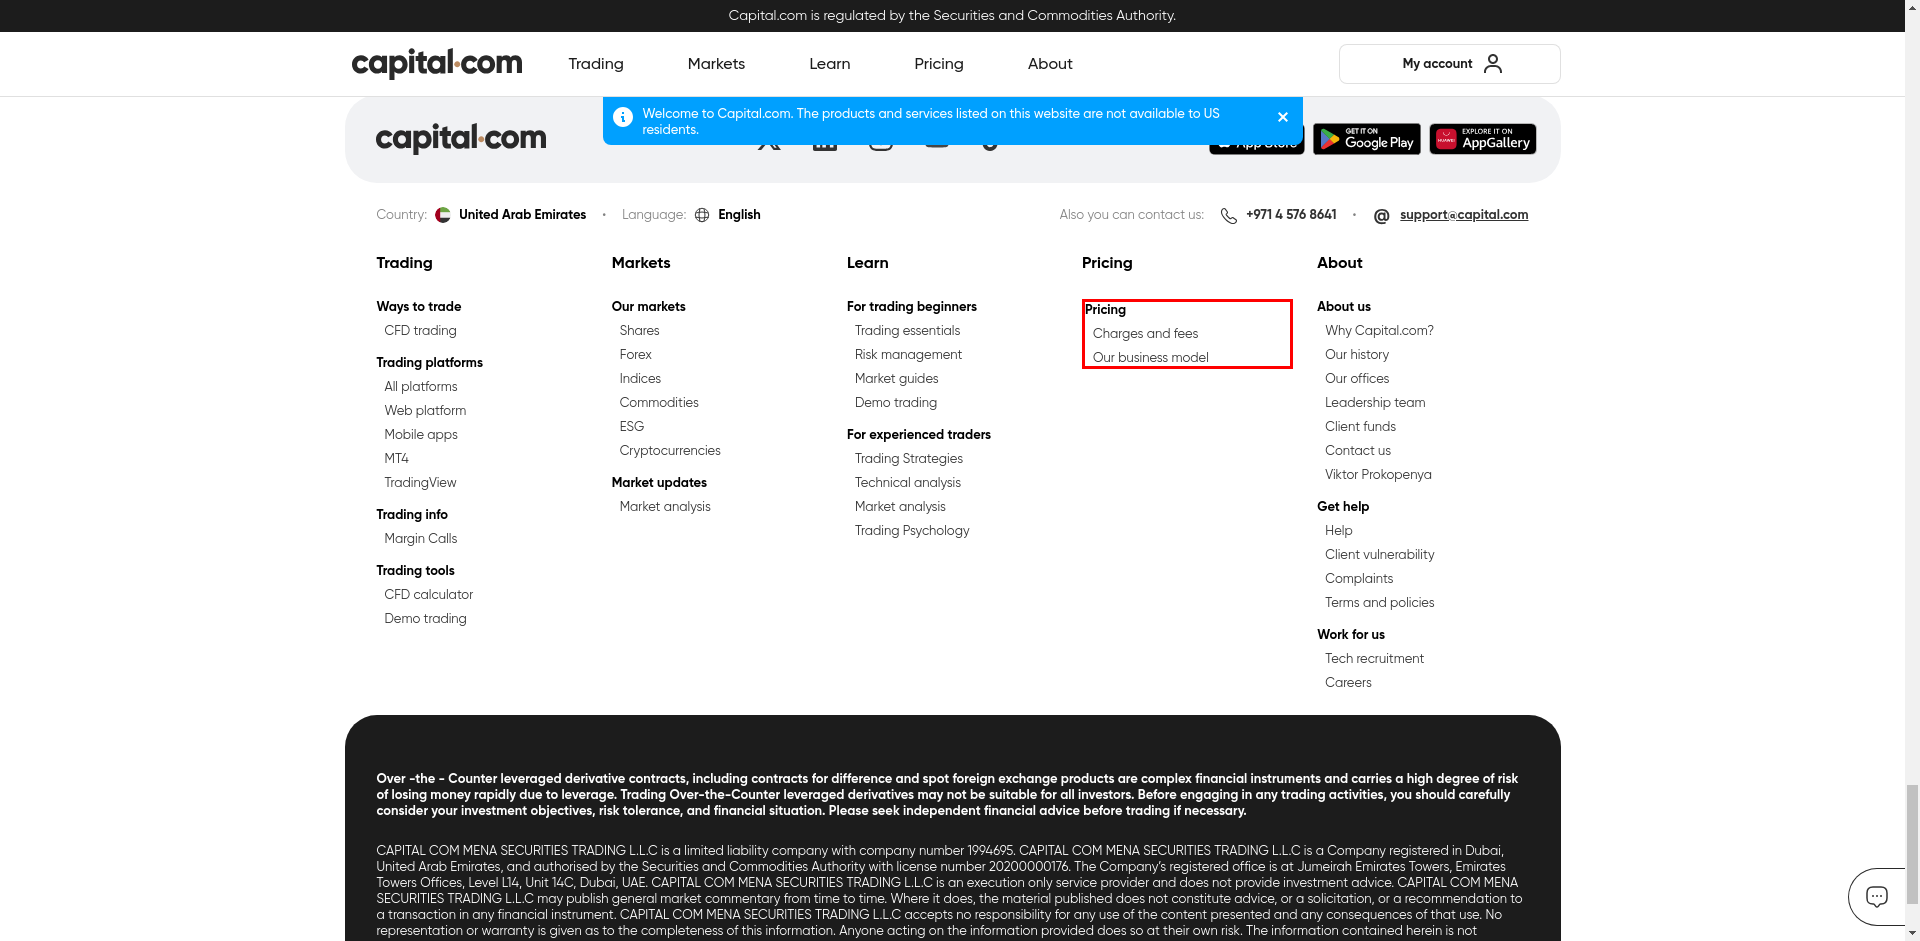 Capital.com is regulated by the Securities and Commodities Authority.
capital.com
Trading
Markets
Learn
Pricing
About
My account
capital.com
Welcome to Capital.com. The products and services listed on this website are not available to US
residents.
GET IT ON
Google Play
EXPLORE IT ON
AppGallery
Country:
United Arab Emirates
Language:
English
Also you can contact us:
+971 4 576 8641
support@capital.com
Trading
Ways to trade
CFD trading
Trading platforms
All platforms
Web platform
Mobile apps
MT4
TradingView
Trading info
Margin Calls
Trading tools
CFD calculator
Demo trading
Markets
Our markets
Shares
Forex
Indices
Commodities
ESG
Cryptocurrencies
Market updates
Market analysis
Learn
For trading beginners
Trading essentials
Risk management
Market guides
Demo trading
For experienced traders
Trading Strategies
Technical analysis
Market analysis
Trading Psychology
Pricing
Pricing
Charges and fees
Our business model
About
About us
Why Capital.com?
Our history
Our offices
Leadership team
Client funds
Contact us
Viktor Prokopenya
Get help
Help
Client vulnerability
Complaints
Terms and policies
Work for us
Tech recruitment
Careers
Over -the - Counter leveraged derivative contracts, including contracts for difference and spot foreign exchange products are complex financial instruments and carries a high degree of risk
of losing money rapidly due to leverage. Trading Over-the-Counter leveraged derivatives may not be suitable for all investors. Before engaging in any trading activities, you should carefully
consider your investment objectives, risk tolerance, and financial situation. Please seek independent financial advice before trading if necessary.
CAPITAL COM MENA SECURITIES TRADING L.L.C is a limited liability company with company number 1994695. CAPITAL COM MENA SECURITIES TRADING L.L.C is a Company registered in Dubai,
United Arab Emirates, and authorised by the Securities and Commodities Authority with license number 20200000176. The Company's registered office is at Jumeirah Emirates Towers, Emirates
Towers Offices, Level L14, Unit 14C, Dubai, UAE. CAPITAL COM MENA SECURITIES TRADING L.L.C is an execution only service provider and does not provide investment advice. CAPITAL COM MENA
SECURITIES TRADING L.L.C may publish general market commentary from time to time. Where it does, the material published does not constitute advice, or a solicitation, or a recommendation to
a transaction in any financial instrument. CAPITAL COM MENA SECURITIES TRADING L.L.C accepts no responsibility for any use of the content presented and any consequences of that use. No
representation or warranty is given as to the completeness of this information. Anyone acting on the information provided does so at their own risk. The information contained herein is not